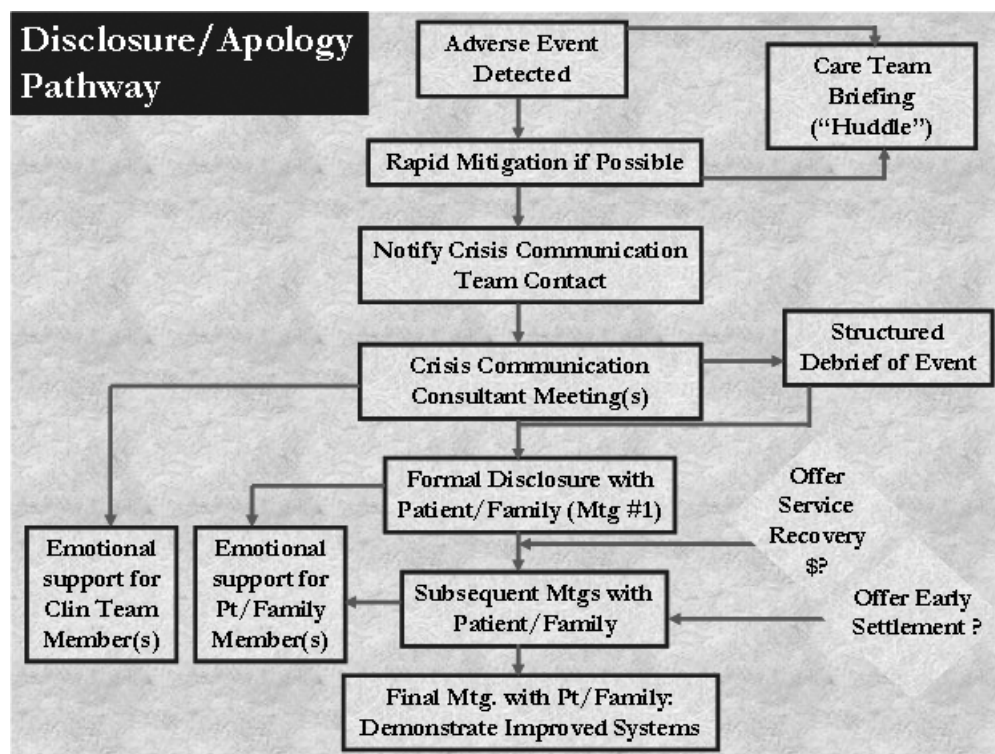 Disclosure/Apology
Pathway
Adverse Event
Detected
Care Team
Briefing
(“Huddle”)
Rapid Mitigation if Possible
Notify Crisis Communication
Team Contact
Structured
Debrief of Event
Crisis Communication
Consultant Meeting(s)
Formal Disclosure with
Patient/Family (Mtg #1)
Offer
Service
Recovery
$?
Emotional
support for
Clin Team
Member(s)
Emotional
support for
Pt/Family
Member(s)
Subsequent Mtgs with
Patient/Family
Offer Early
Settlement ?
Final Mtg. with Pt/Family:
Demonstrate Improved Systems